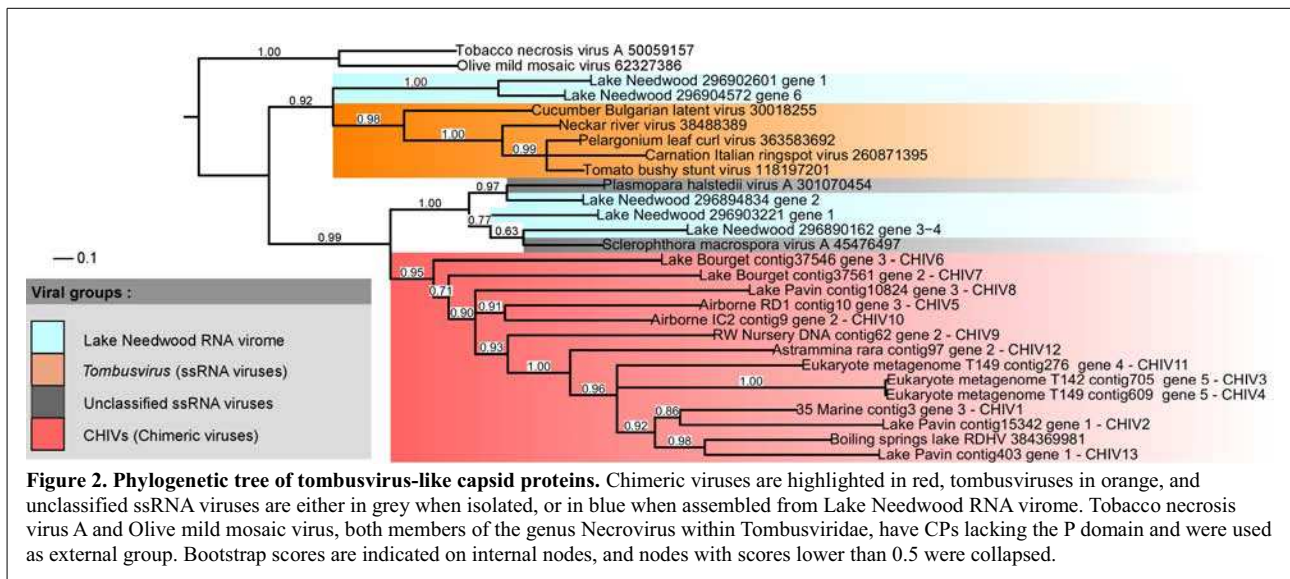 1.00
Tobacco necrosis virus A 50059157
Olive mild mosaic virus 62327386
1.00
Lake Needwood 296902601 gene 1
Lake Needwood 296904572 gene 6
0.92
Cucumber Bulgarian latent virus 30018255
0.98
Neckar river virus 38488389
1.00
Pelargonium leaf curl virus 363583692
0.99
Carnation Italian ringspot virus 260871395
Tomato bushy stunt virus 118197201
0.97
Plasmopara halstedii virus A 301070454
Lake Needwood 296894834 gene 2
1.00
Lake Needwood 296903221 gene 1
0.77
0.63
Lake Needwood 296890162 gene 3-4
0.99
Sclerophthora macrospora virus A 45476497
0.1
Lake Bourget contig37546 gene 3 - CHIV6
0.95
Lake Bourget contig37561 gene 2 - CHIV7
0.71
Lake Pavin contig10824 gene 3 - CHIV8
0.90
0.91
Airborne RD1 contig10 gene 3 - CHIV5
Airborne IC2 contig9 gene 2 - CHIV10
0.93
RW Nursery DNA contig62 gene 2 - CHIV9
1.00
Astrammina rara contig97 gene 2 - CHIV12
Eukaryote metagenome T149 contig276 gene 4 - CHIV11
0.96
1.00
Eukaryote metagenome T142 contig705 gene 5 - CHIV3
Eukaryote metagenome T149 contig609 gene 5 - CHIV4
0.86
35 Marine contig3 gene 3 - CHIV1
0.92
Lake Pavin contig15342 gene 1 - CHIV2
0.98
Boiling springs lake RDHV 384369981
Lake Pavin contig403 gene 1 - CHIV13
Viral groups :
Lake Needwood RNA virome
Tombusvirus (ssRNA viruses)
Unclassified ssRNA viruses
CHIVs (Chimeric viruses)
Figure 2. Phylogenetic tree of tombusvirus-like capsid proteins. Chimeric viruses are highlighted in red, tombusviruses in orange, and
unclassified ssRNA viruses are either in grey when isolated, or in blue when assembled from Lake Needwood RNA virome. Tobacco necrosis
virus A and Olive mild mosaic virus, both members of the genus Necrovirus within Tombusviridae, have CPs lacking the P domain and were used
as external group. Bootstrap scores are indicated on internal nodes, and nodes with scores lower than 0.5 were collapsed.